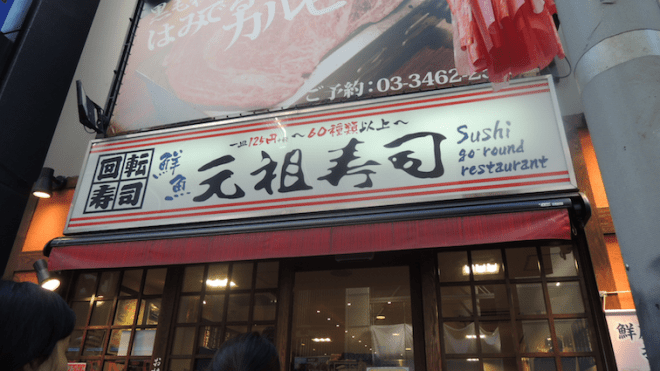 はみでるカルビ
ご予約:03-3462-2
一皿125円 〜60種類以上〜
回転
寿司
鮮魚
元祖寿司
Sushi
go-round
restaurant
鮮